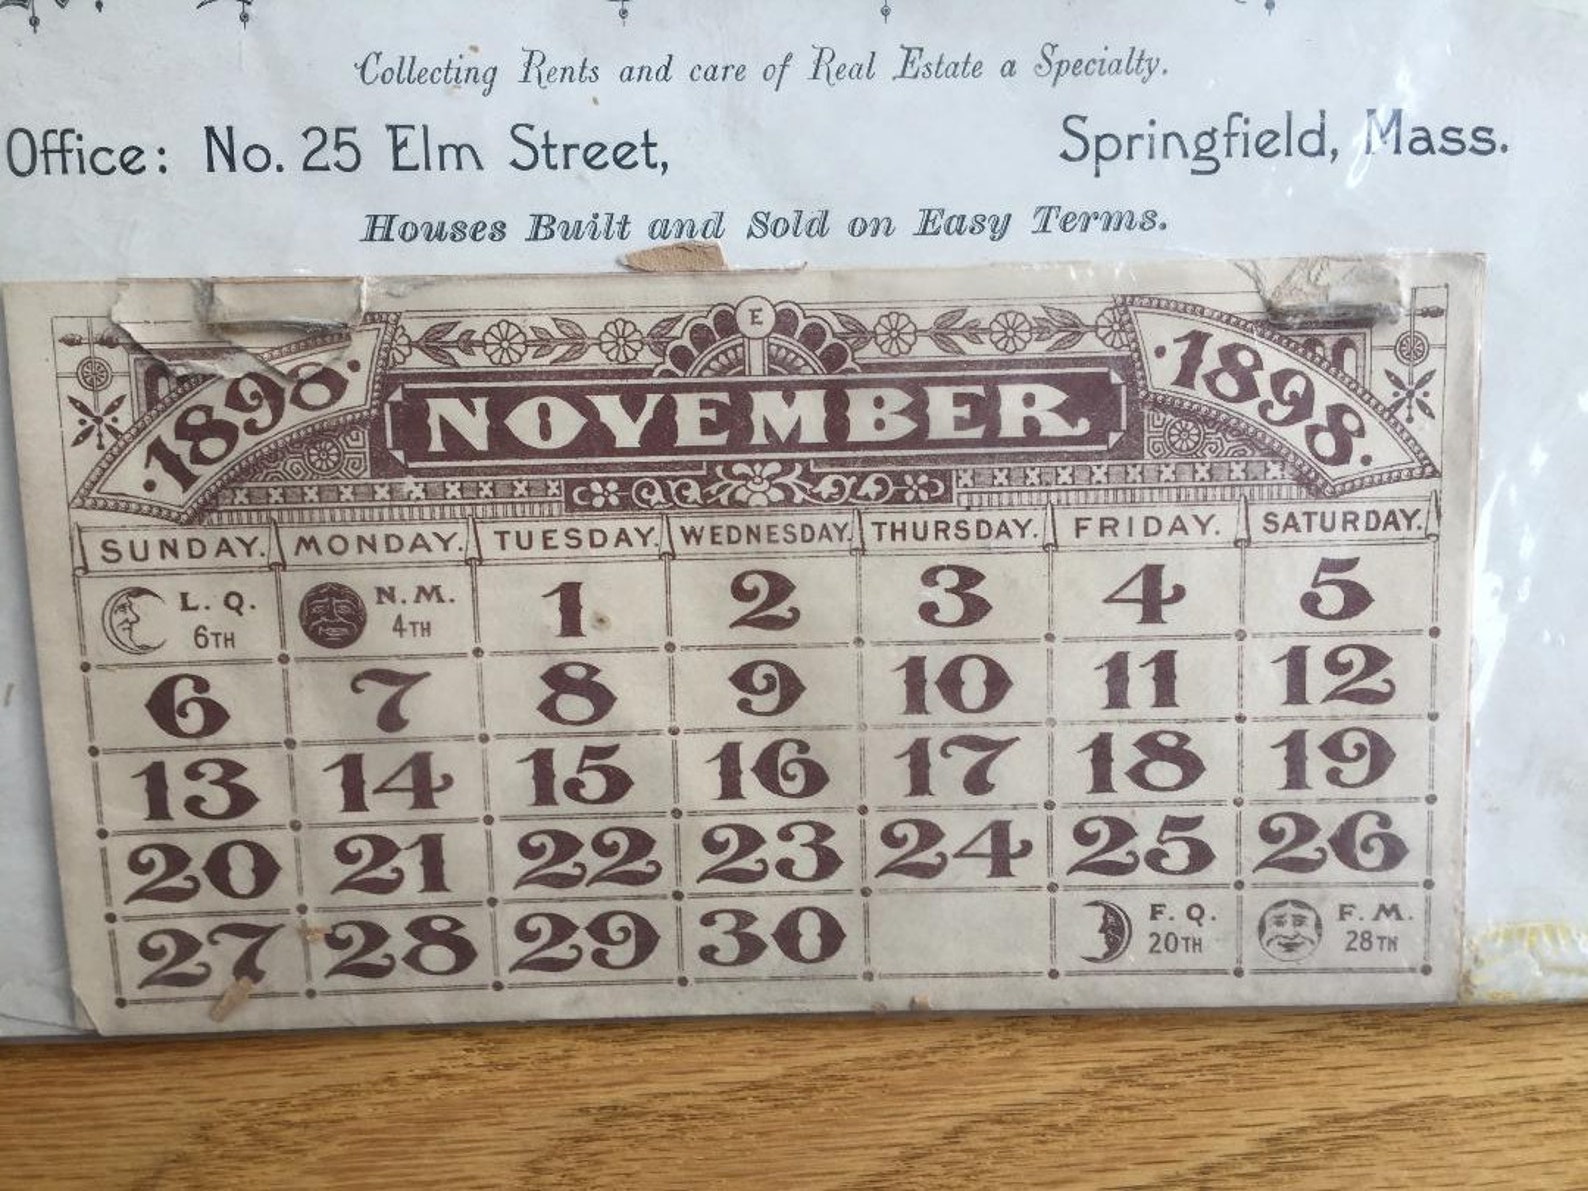 Collecting Rents and care of Real Estate a Specialty.
Office: No. 25 Elm Street, Springfield, Mass.
Houses Built and Sold on Easy Terms.
E
1898 NOVEMBER 1898
SUNDAY. MONDAY. TUESDAY. WEDNESDAY. THURSDAY. FRIDAY. SATURDAY.
L. Q. 6TH N. M. 4TH 1 2 3 4 5
6 7 8 9 10 11 12
13 14 15 16 17 18 19
20 21 22 23 24 25 26
27 28 29 30 F. Q. 20TH F. M. 28TH